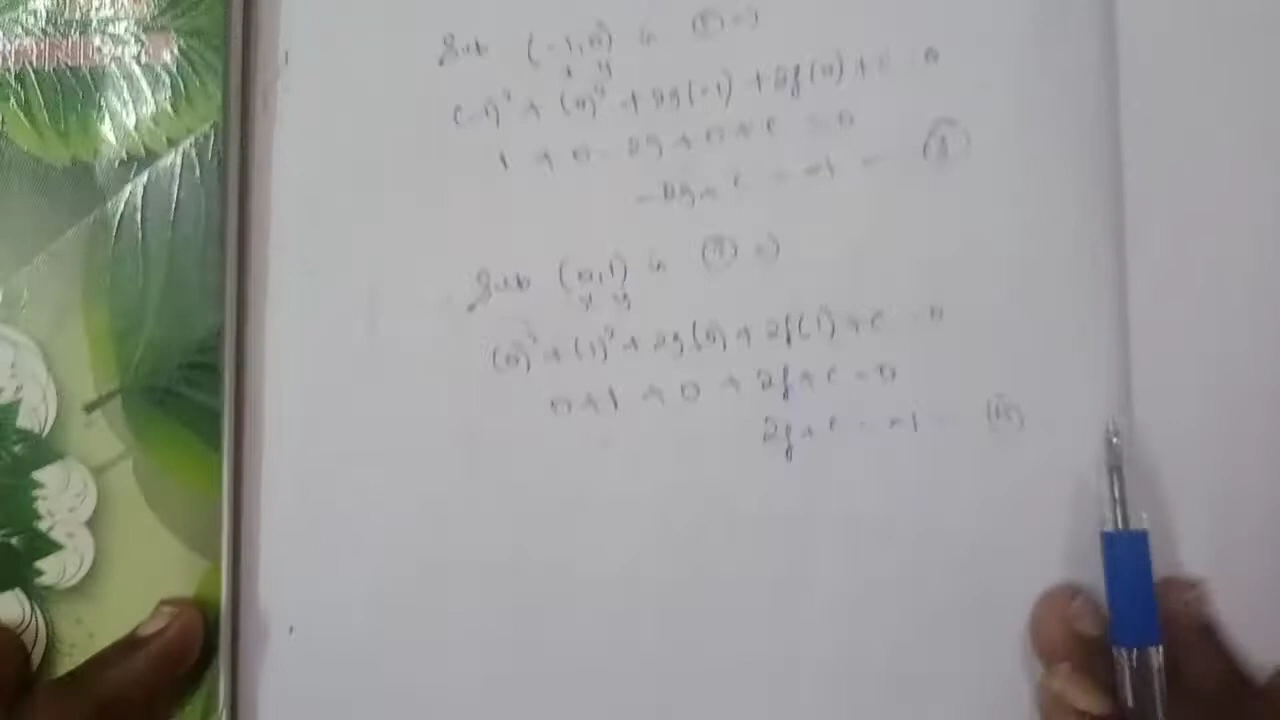 Sub (-1,0) in ① =>
x y
(-1)² + (0)² + 2g(-1) + 2f(0) + c = 0
1 + 0 - 2g + 0 + c = 0
-2g + c = -1 -
Sub (0,1) in ① =>
x y
(0)² + (1)² + 2g(0) + 2f(1) + c = 0
0 + 1 + 0 + 2f + c = 0
2f + c = -1 -